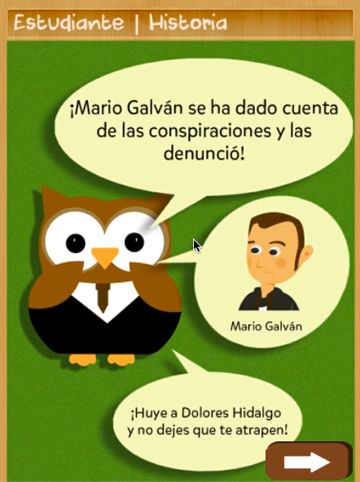 Estudiante | Historia
¡Mario Galván se ha dado cuenta
de las conspiraciones y las
denunció!
Mario Galván
¡Huye a Dolores Hidalgo
y no dejes que te atrapen!